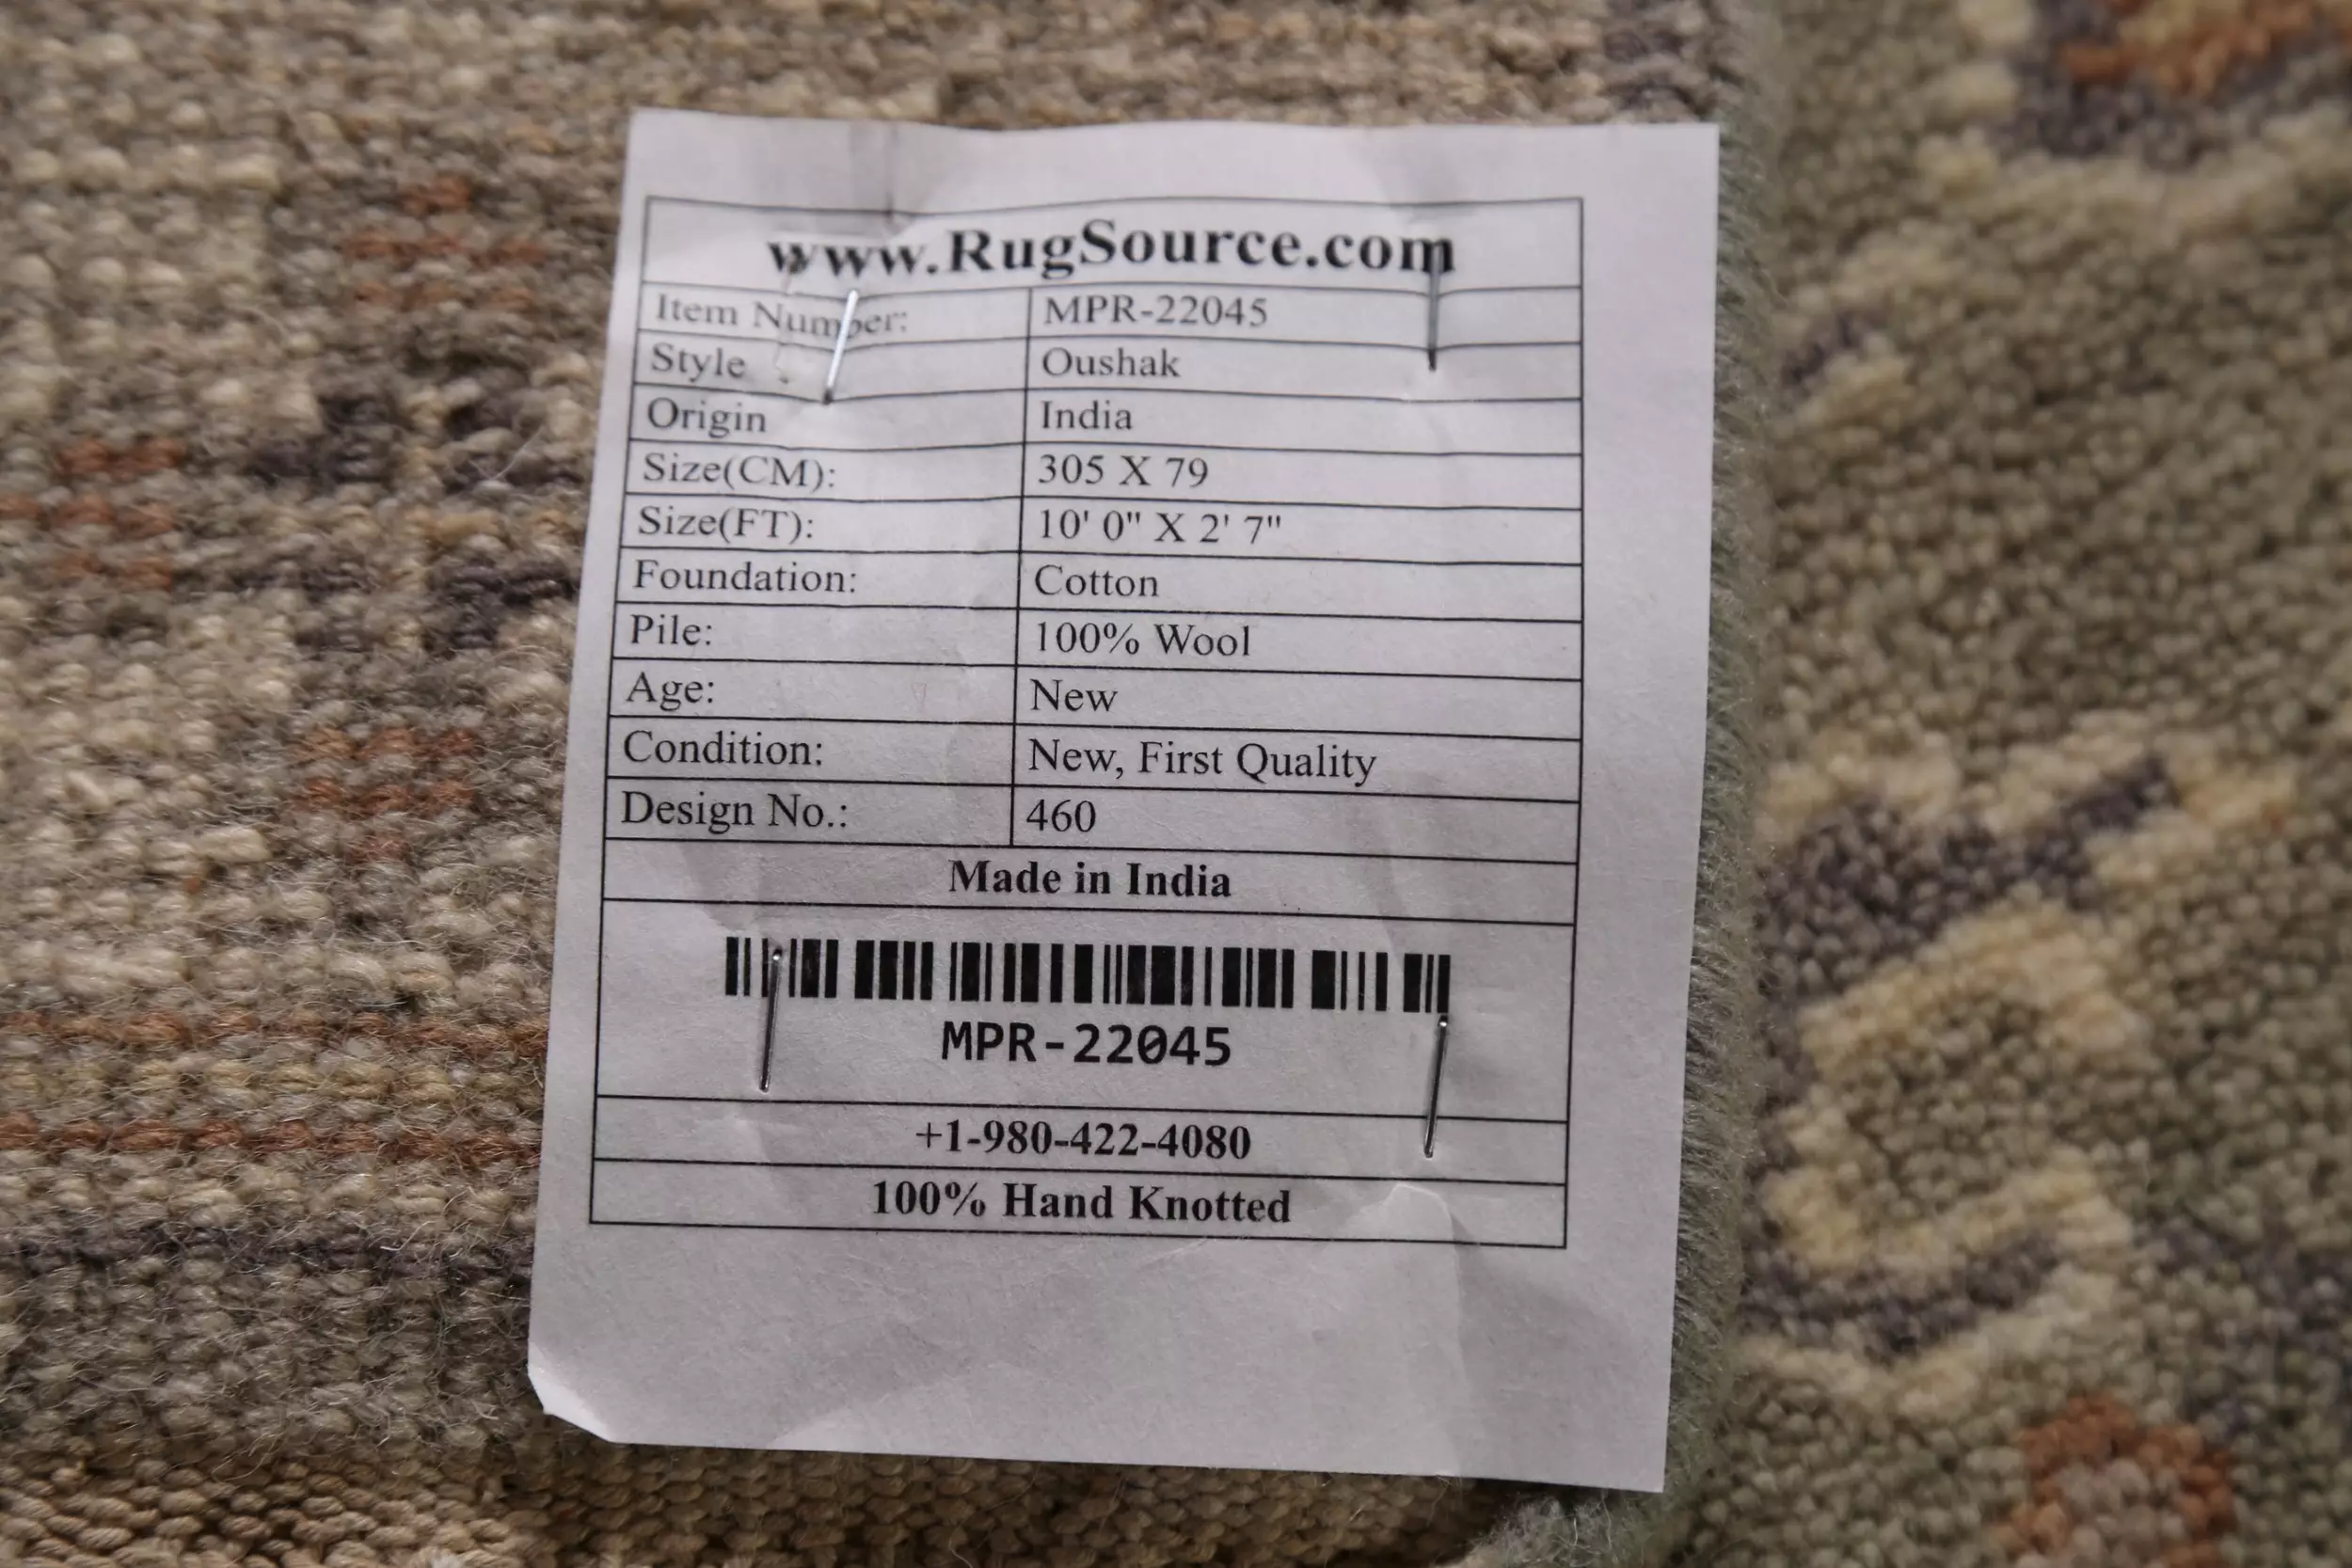 www.RugSource.com
Item Number: MPR-22045
Style Oushak
Origin India
Size(CM): 305 X 79
Size(FT): 10' 0" X 2' 7"
Foundation: Cotton
Pile: 100% Wool
Age: New
Condition: New, First Quality
Design No.: 460
Made in India
MPR-22045
+1-980-422-4080
100% Hand Knotted